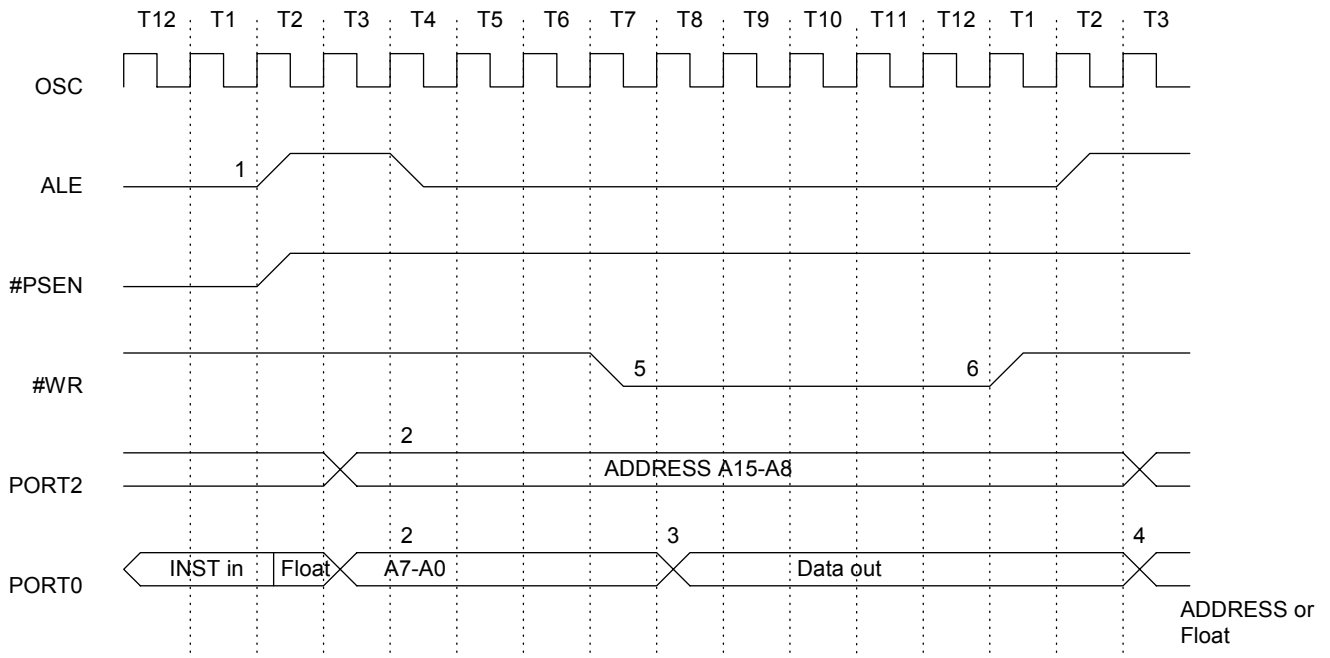 T12 T1 T2 T3 T4 T5 T6 T7 T8 T9 T10 T11 T12 T1 T2 T3
OSC
1
ALE
#PSEN
5 6
#WR
2
ADDRESS A15-A8
PORT2
2 3 4
INST in Float A7-A0 Data out
PORT0
ADDRESS or
Float